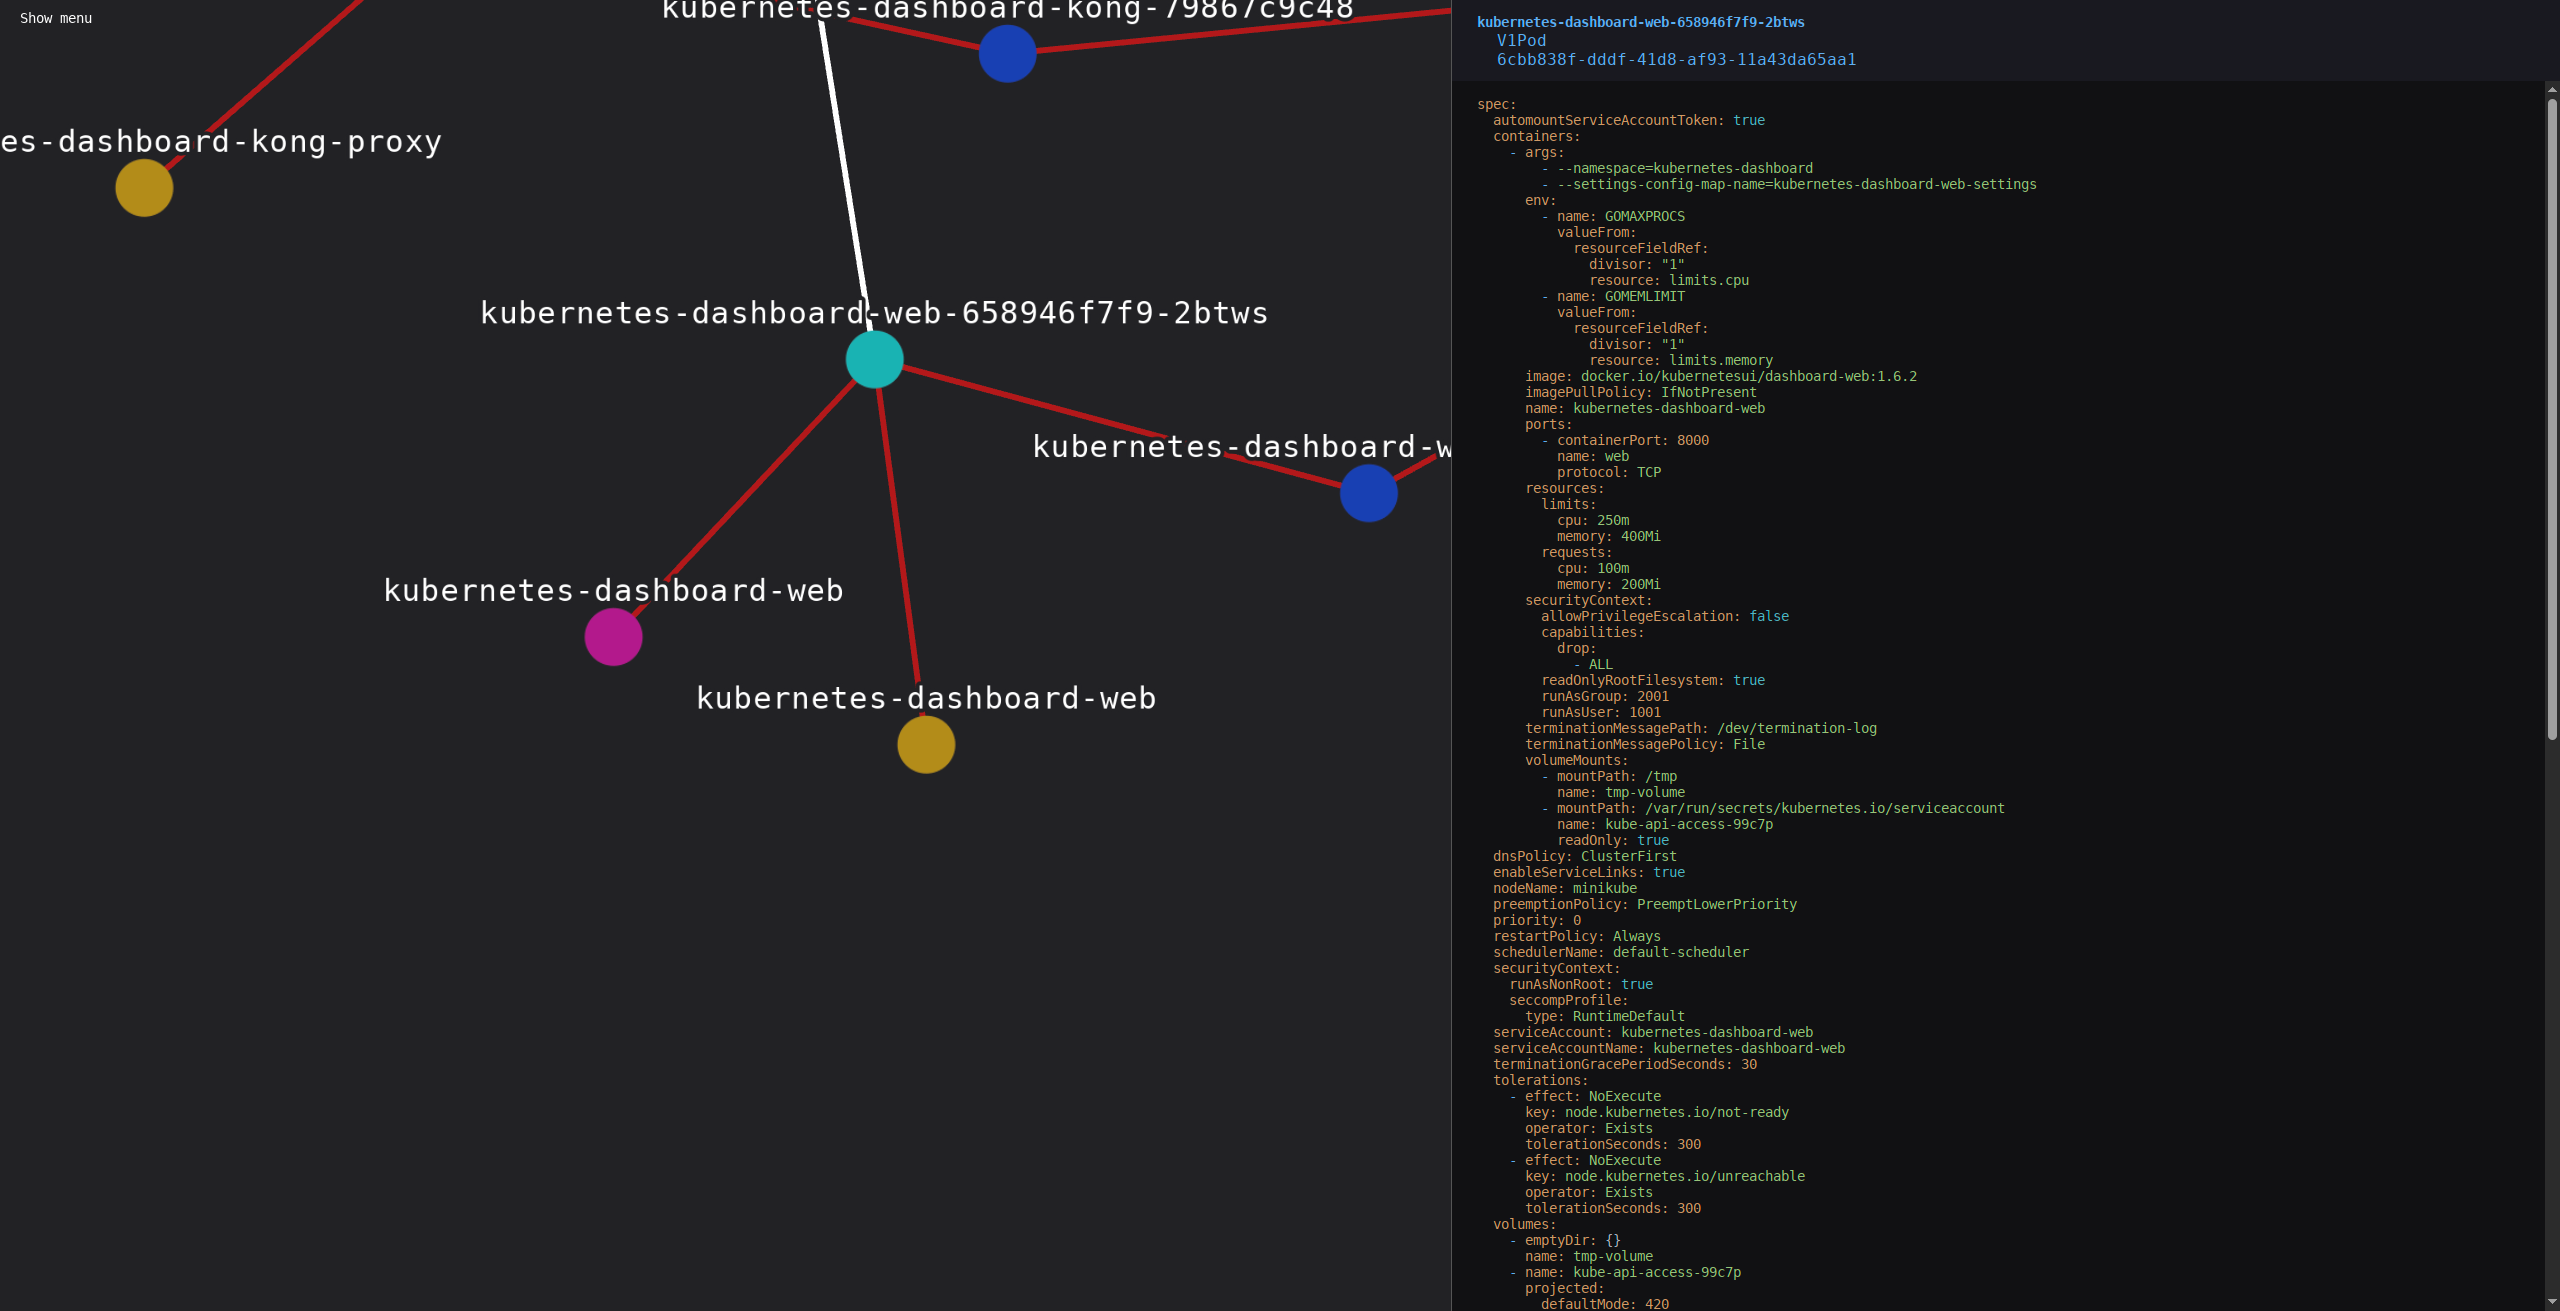 Show menu
kubernetes-dashboard-kong-79867c9c48
es-dashboard-kong-proxy
kubernetes-dashboard-web-658946f7f9-2btws
kubernetes-dashboard-w
kubernetes-dashboard-web
kubernetes-dashboard-web
kubernetes-dashboard-web-658946f7f9-2btws
V1Pod
6cbb838f-dddf-41d8-af93-11a43da65aa1
spec:
  automountServiceAccountToken: true
  containers:
    - args:
        - --namespace=kubernetes-dashboard
        - --settings-config-map-name=kubernetes-dashboard-web-settings
      env:
        - name: GOMAXPROCS
          valueFrom:
            resourceFieldRef:
              divisor: "1"
              resource: limits.cpu
        - name: GOMEMLIMIT
          valueFrom:
            resourceFieldRef:
              divisor: "1"
              resource: limits.memory
      image: docker.io/kubernetesui/dashboard-web:1.6.2
      imagePullPolicy: IfNotPresent
      name: kubernetes-dashboard-web
      ports:
        - containerPort: 8000
          name: web
          protocol: TCP
      resources:
        limits:
          cpu: 250m
          memory: 400Mi
        requests:
          cpu: 100m
          memory: 200Mi
      securityContext:
        allowPrivilegeEscalation: false
        capabilities:
          drop:
            - ALL
        readOnlyRootFilesystem: true
        runAsGroup: 2001
        runAsUser: 1001
      terminationMessagePath: /dev/termination-log
      terminationMessagePolicy: File
      volumeMounts:
        - mountPath: /tmp
          name: tmp-volume
        - mountPath: /var/run/secrets/kubernetes.io/serviceaccount
          name: kube-api-access-99c7p
          readOnly: true
  dnsPolicy: ClusterFirst
  enableServiceLinks: true
  nodeName: minikube
  preemptionPolicy: PreemptLowerPriority
  priority: 0
  restartPolicy: Always
  schedulerName: default-scheduler
  securityContext:
    runAsNonRoot: true
    seccompProfile:
      type: RuntimeDefault
  serviceAccount: kubernetes-dashboard-web
  serviceAccountName: kubernetes-dashboard-web
  terminationGracePeriodSeconds: 30
  tolerations:
    - effect: NoExecute
      key: node.kubernetes.io/not-ready
      operator: Exists
      tolerationSeconds: 300
    - effect: NoExecute
      key: node.kubernetes.io/unreachable
      operator: Exists
      tolerationSeconds: 300
  volumes:
    - emptyDir: {}
      name: tmp-volume
    - name: kube-api-access-99c7p
      projected:
        defaultMode: 420